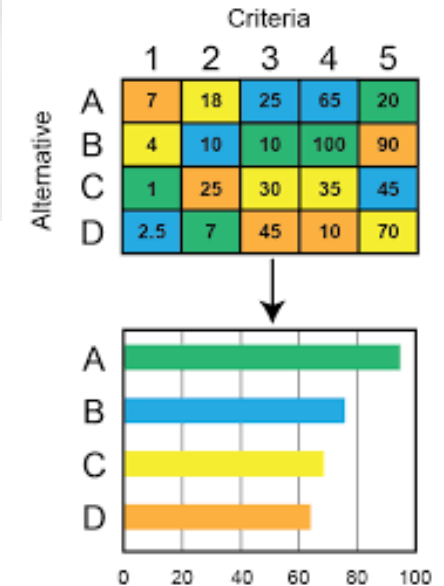 Criteria
1 2 3 4 5
Alternative
A 7 18 25 65 20
B 4 10 10 100 90
C 1 25 30 35 45
D 2.5 7 45 10 70
A
B
C
D
0 20 40 60 80 100